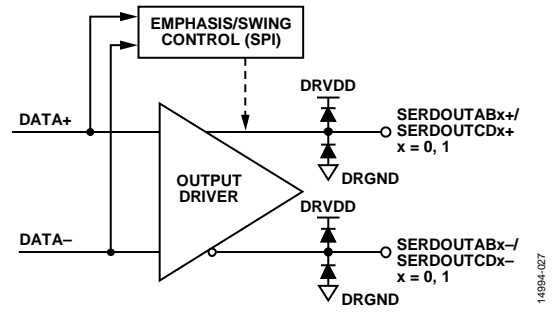 EMPHASIS/SWING
CONTROL (SPI)
DRVDD
DATA+
SERDOUTABx+/
SERDOUTCDx+
x = 0, 1
DRGND
OUTPUT
DRIVER
DRVDD
DATA–
SERDOUTABx–/
SERDOUTCDx–
x = 0, 1
DRGND
14994-027